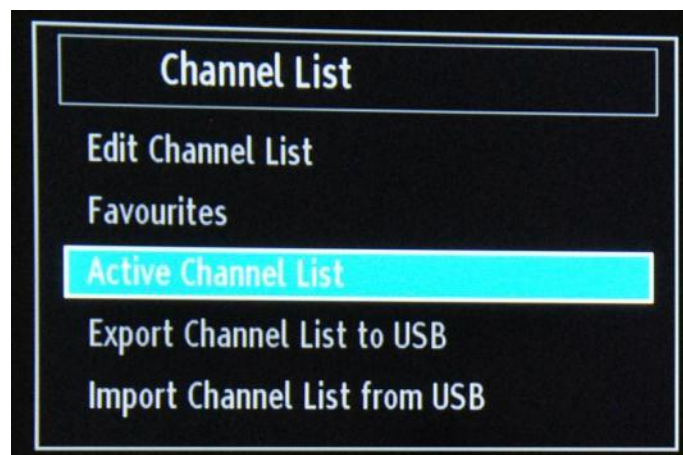 Channel List
Edit Channel List
Favourites
Active Channel List
Export Channel List to USB
Import Channel List from USB